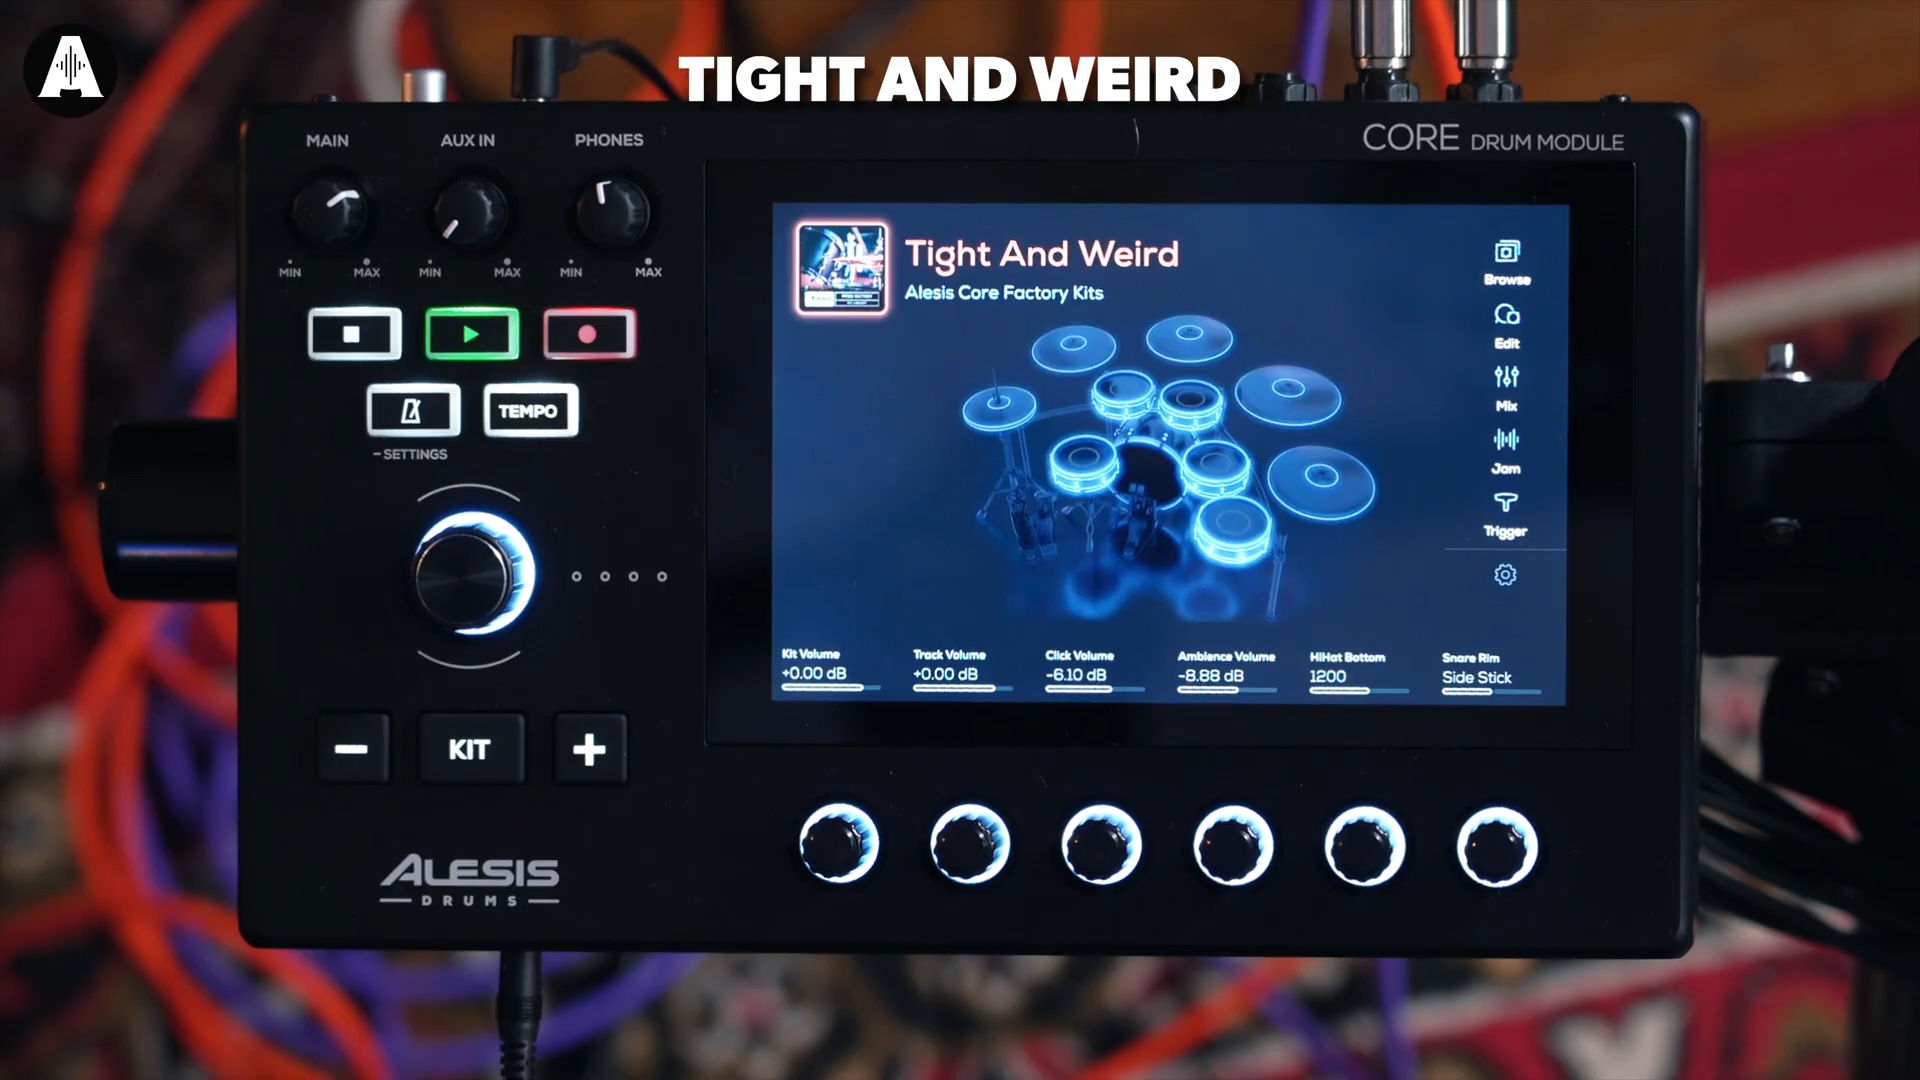 TIGHT AND WEIRD
MAIN AUX IN PHONES
MIN MAX MIN MAX MIN MAX
TEMPO
SETTINGS
KIT
ALESIS
DRUMS
CORE DRUM MODULE
Tight And Weird
Alesis Core Factory Kits
Browse
Edit
Mix
Jam
Trigger
Kit Volume Track Volume Click Volume Ambience Volume HiHat Bottom Snare Rim
+0.00 dB +0.00 dB -6.10 dB -8.88 dB 1200 Side Stick